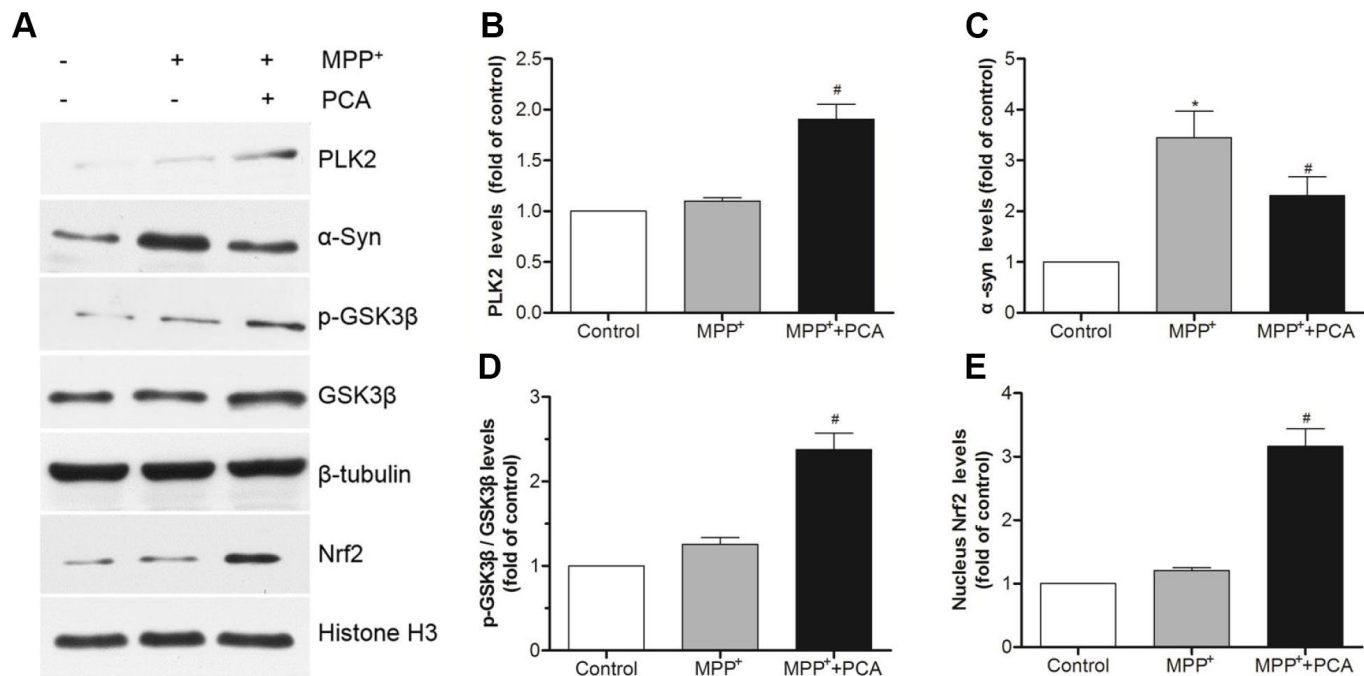 A
- + + MPP⁺
- - + PCA
PLK2
α-Syn
p-GSK3β
GSK3β
β-tubulin
Nrf2
Histone H3
B
PLK2 levels (fold of control)
2.5
2.0
1.5
1.0
0.5
0.0
#
Control MPP⁺ MPP⁺+PCA
C
α -syn levels (fold of control)
5
4
3
2
1
0
*
#
Control MPP⁺ MPP⁺+PCA
D
p-GSK3β / GSK3β levels
(fold of control)
3
2
1
0
#
Control MPP⁺ MPP⁺+PCA
E
Nucleus Nrf2 levels
(fold of control)
4
3
2
1
0
#
Control MPP⁺ MPP⁺+PCA